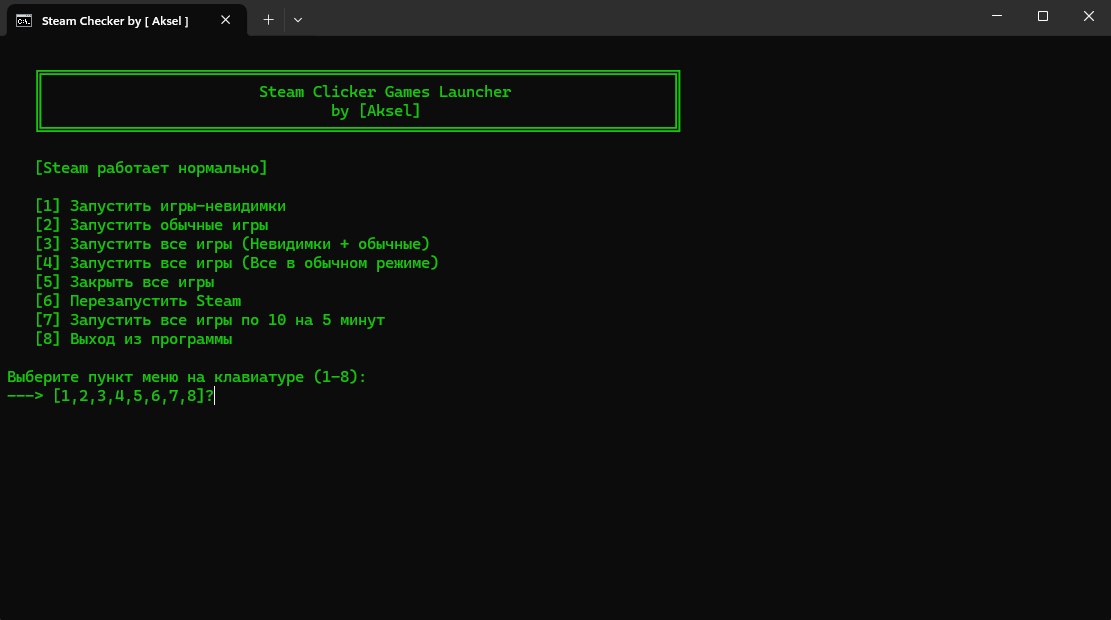 Steam Checker by [ Aksel ]
Steam Clicker Games Launcher
by [Aksel]
[Steam работает нормально]
[1] Запустить игры-невидимки
[2] Запустить обычные игры
[3] Запустить все игры (Невидимки + обычные)
[4] Запустить все игры (Все в обычном режиме)
[5] Закрыть все игры
[6] Перезапустить Steam
[7] Запустить все игры по 10 на 5 минут
[8] Выход из программы
Выберите пункт меню на клавиатуре (1-8):
---> [1,2,3,4,5,6,7,8]?